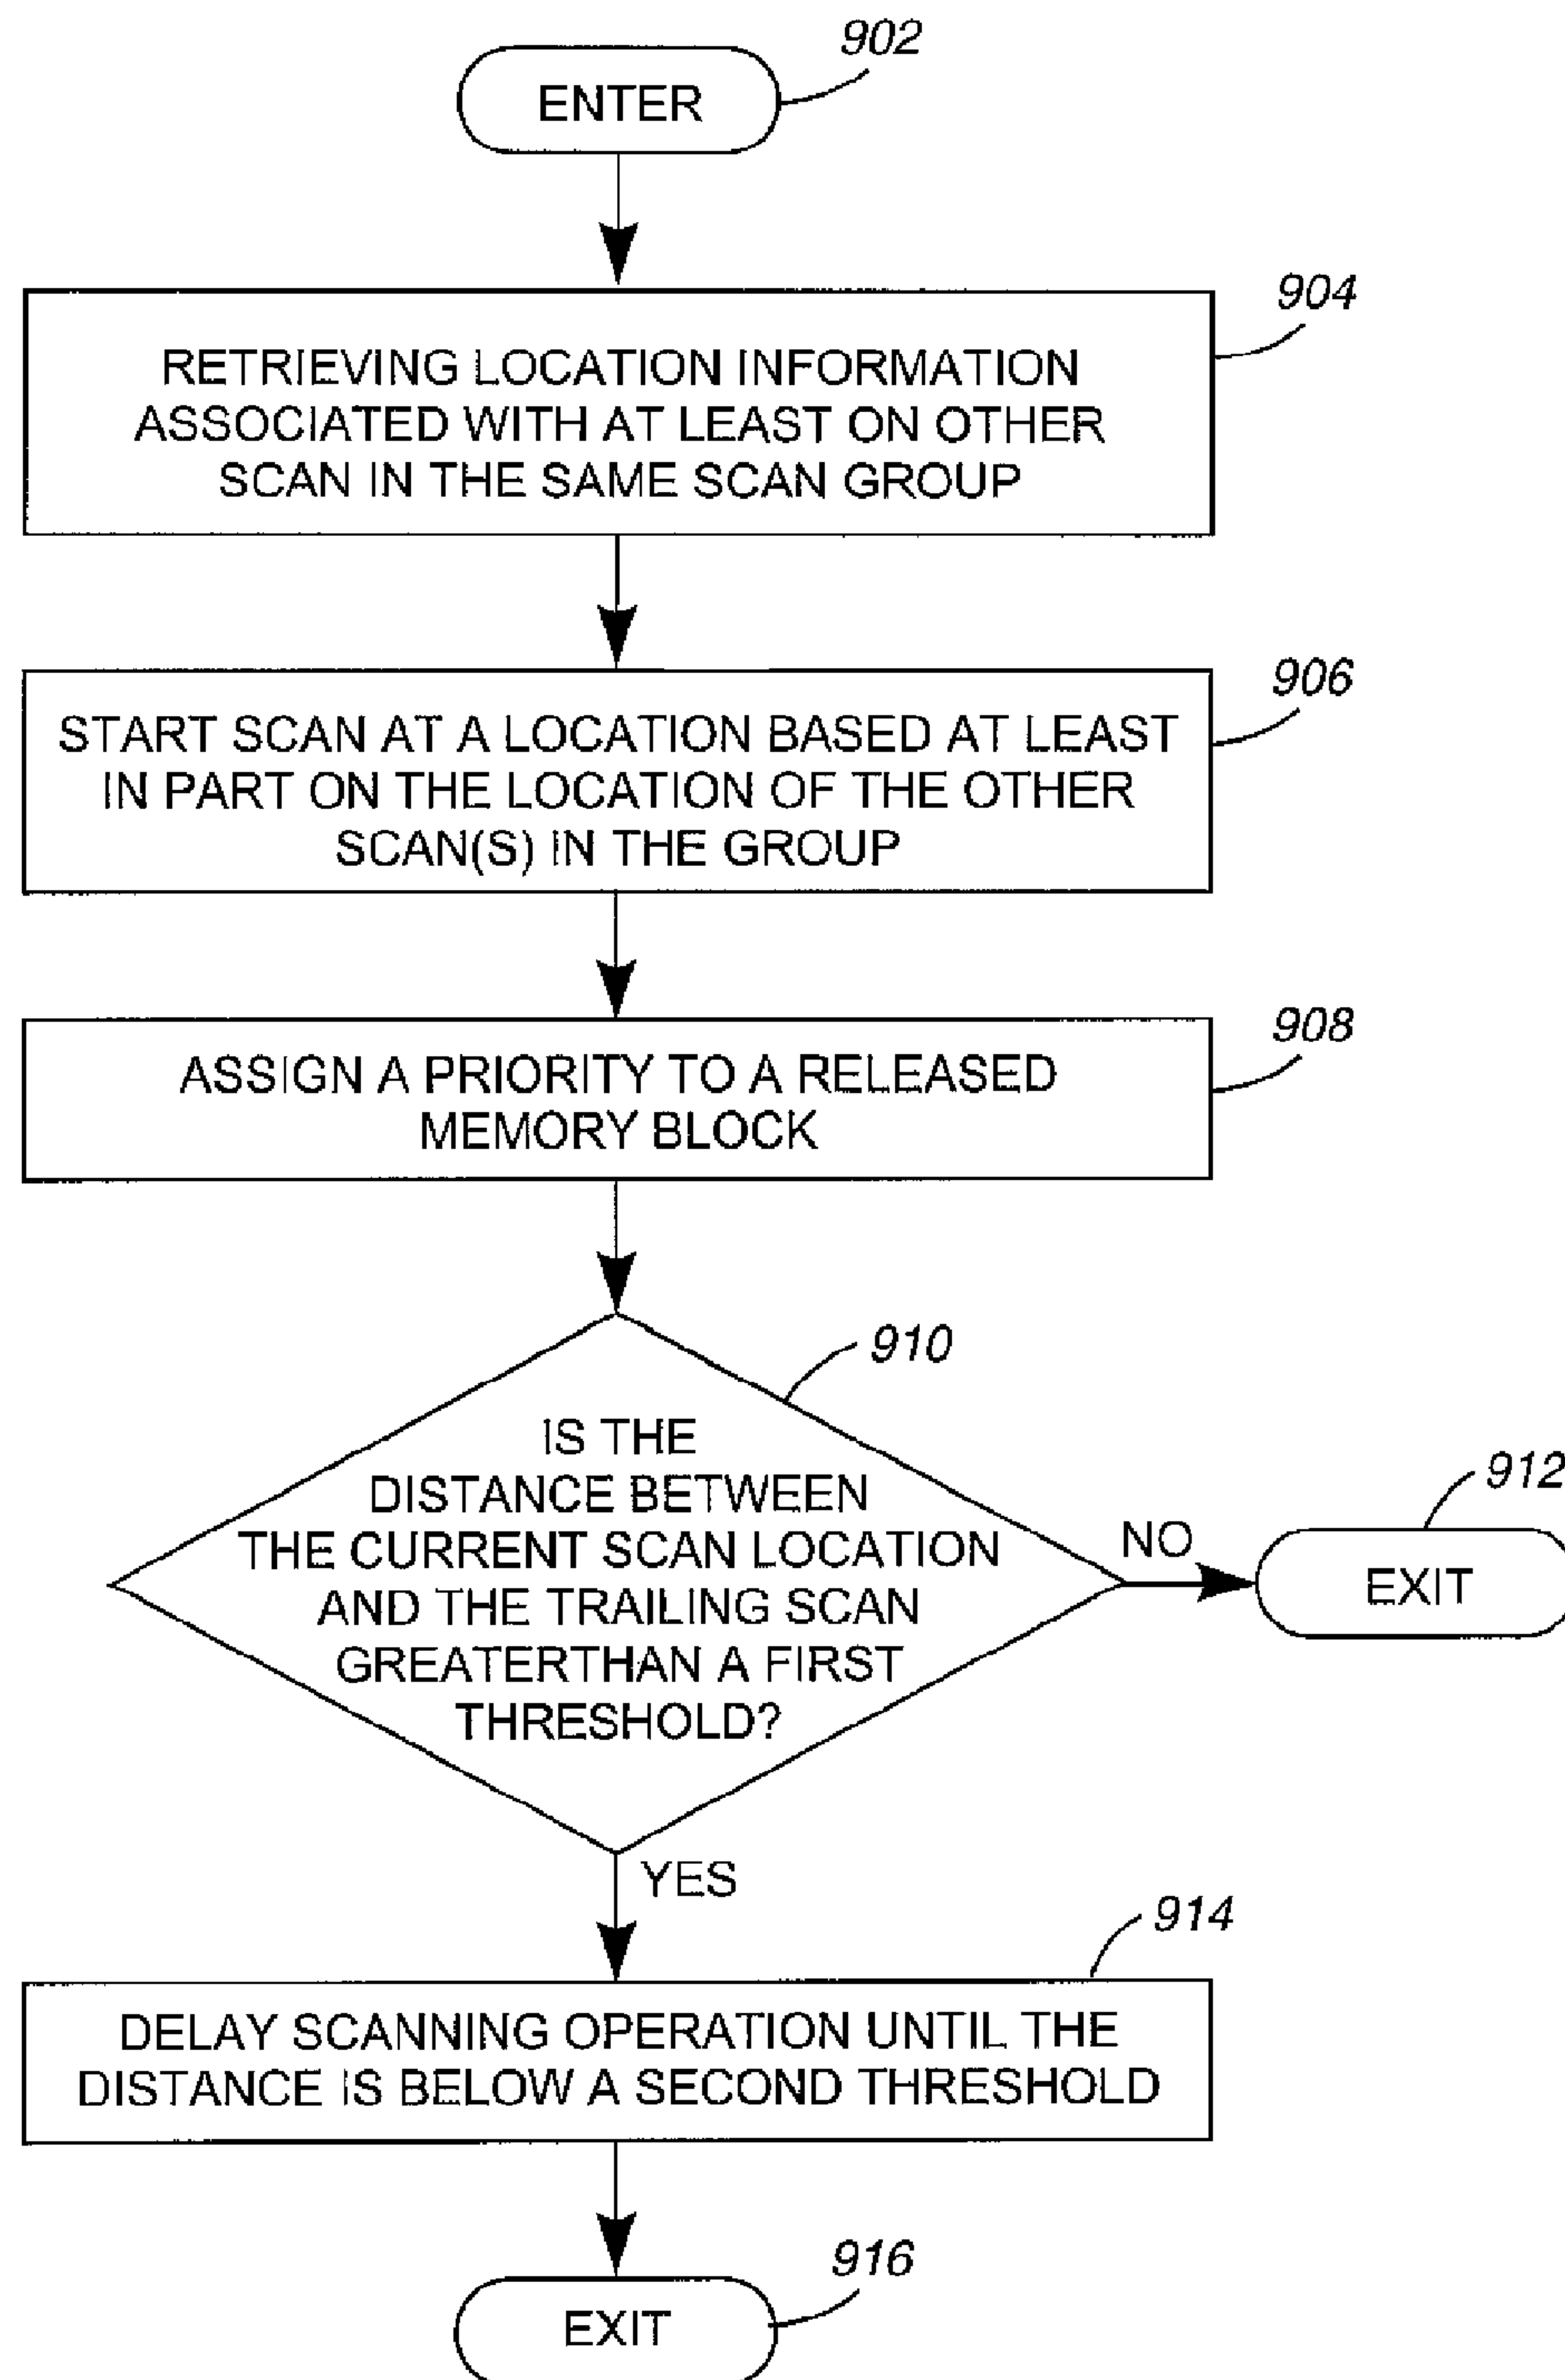 902
ENTER
904
RETRIEVING LOCATION INFORMATION
ASSOCIATED WITH AT LEAST ON OTHER
SCAN IN THE SAME SCAN GROUP
906
START SCAN AT A LOCATION BASED AT LEAST
IN PART ON THE LOCATION OF THE OTHER
SCAN(S) IN THE GROUP
908
ASSIGN A PRIORITY TO A RELEASED
MEMORY BLOCK
910
IS THE
DISTANCE BETWEEN
THE CURRENT SCAN LOCATION
AND THE TRAILING SCAN
GREATERTHAN A FIRST
THRESHOLD?
NO
912
EXIT
YES
914
DELAY SCANNING OPERATION UNTIL THE
DISTANCE IS BELOW A SECOND THRESHOLD
916
EXIT